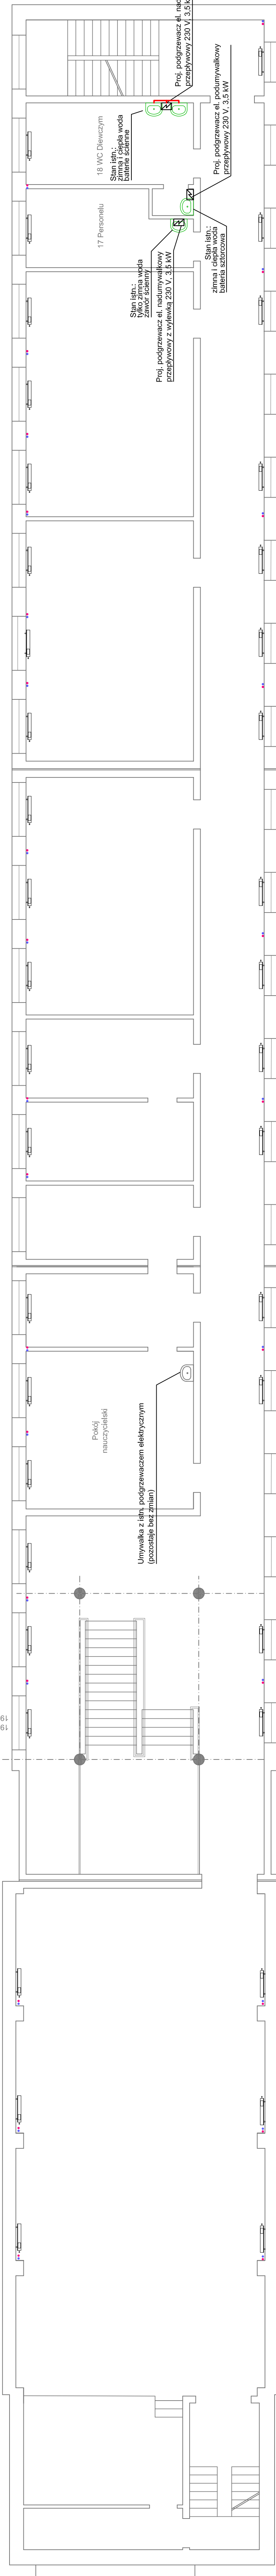 Proj. podgrzewacz el.
przepływowy 230 V, 3,5
18 WC Dziewczyn
Stan istn.:
zimna i ciepła woda
baterie ścienne
17 Personelu
Proj. podgrzewacz el. podumywalkowy
przepływowy 230 V, 3,5 kW
Stan istn.:
tylko zimna woda
zawór ścienny
Proj. podgrzewacz el. nadumywalkowy
przepływowy z wylewką 230 V, 3,5 kW
Stan istn.:
zimna i ciepła woda
bateria sztorcowa
Pokój
nauczycielski
Umywalka z istn. podgrzewaczem elektrycznym
(pozostaje bez zmian)